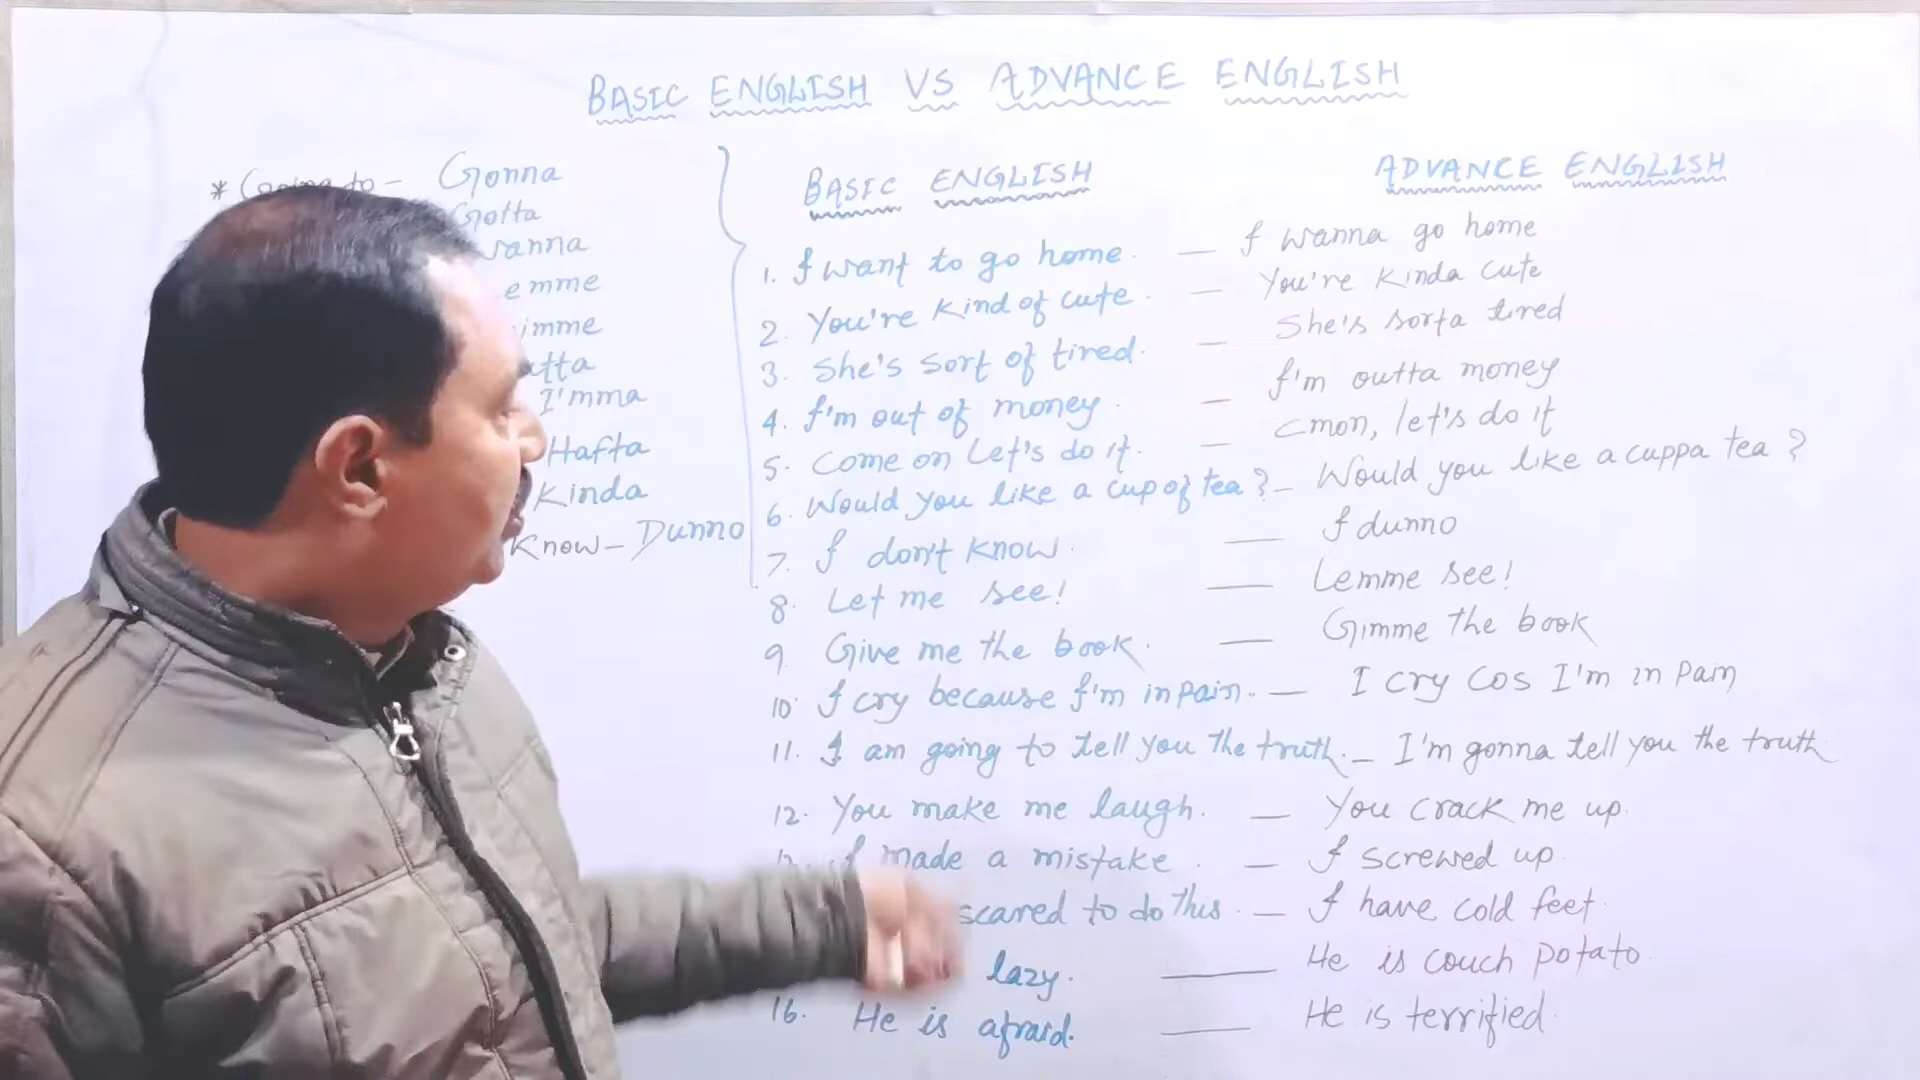 BASIC ENGLISH VS ADVANCE ENGLISH
* Going to - Gonna
Gotta
wanna
emme
imme
I'mma
Hafta
Kinda
Know - Dunno
BASIC ENGLISH
ADVANCE ENGLISH
1. I want to go home. — I wanna go home
2. You're kind of cute. — You're kinda cute
3. She's sort of tired. — She's sorta tired
4. I'm out of money. — I'm outta money
5. Come on Let's do it. — Cmon, let's do it
6. Would you like a cup of tea? — Would you like a cuppa tea?
7. I don't know. — I dunno
8. Let me see! — Lemme see!
9. Give me the book. — Gimme the book
10. I cry because I'm in pain. — I cry cos I'm in pain
11. I am going to tell you the truth. — I'm gonna tell you the truth
12. You make me laugh. — You crack me up.
I made a mistake. — I screwed up.
scared to do this. — I have cold feet.
lazy. — He is couch potato.
16. He is afraid. — He is terrified.